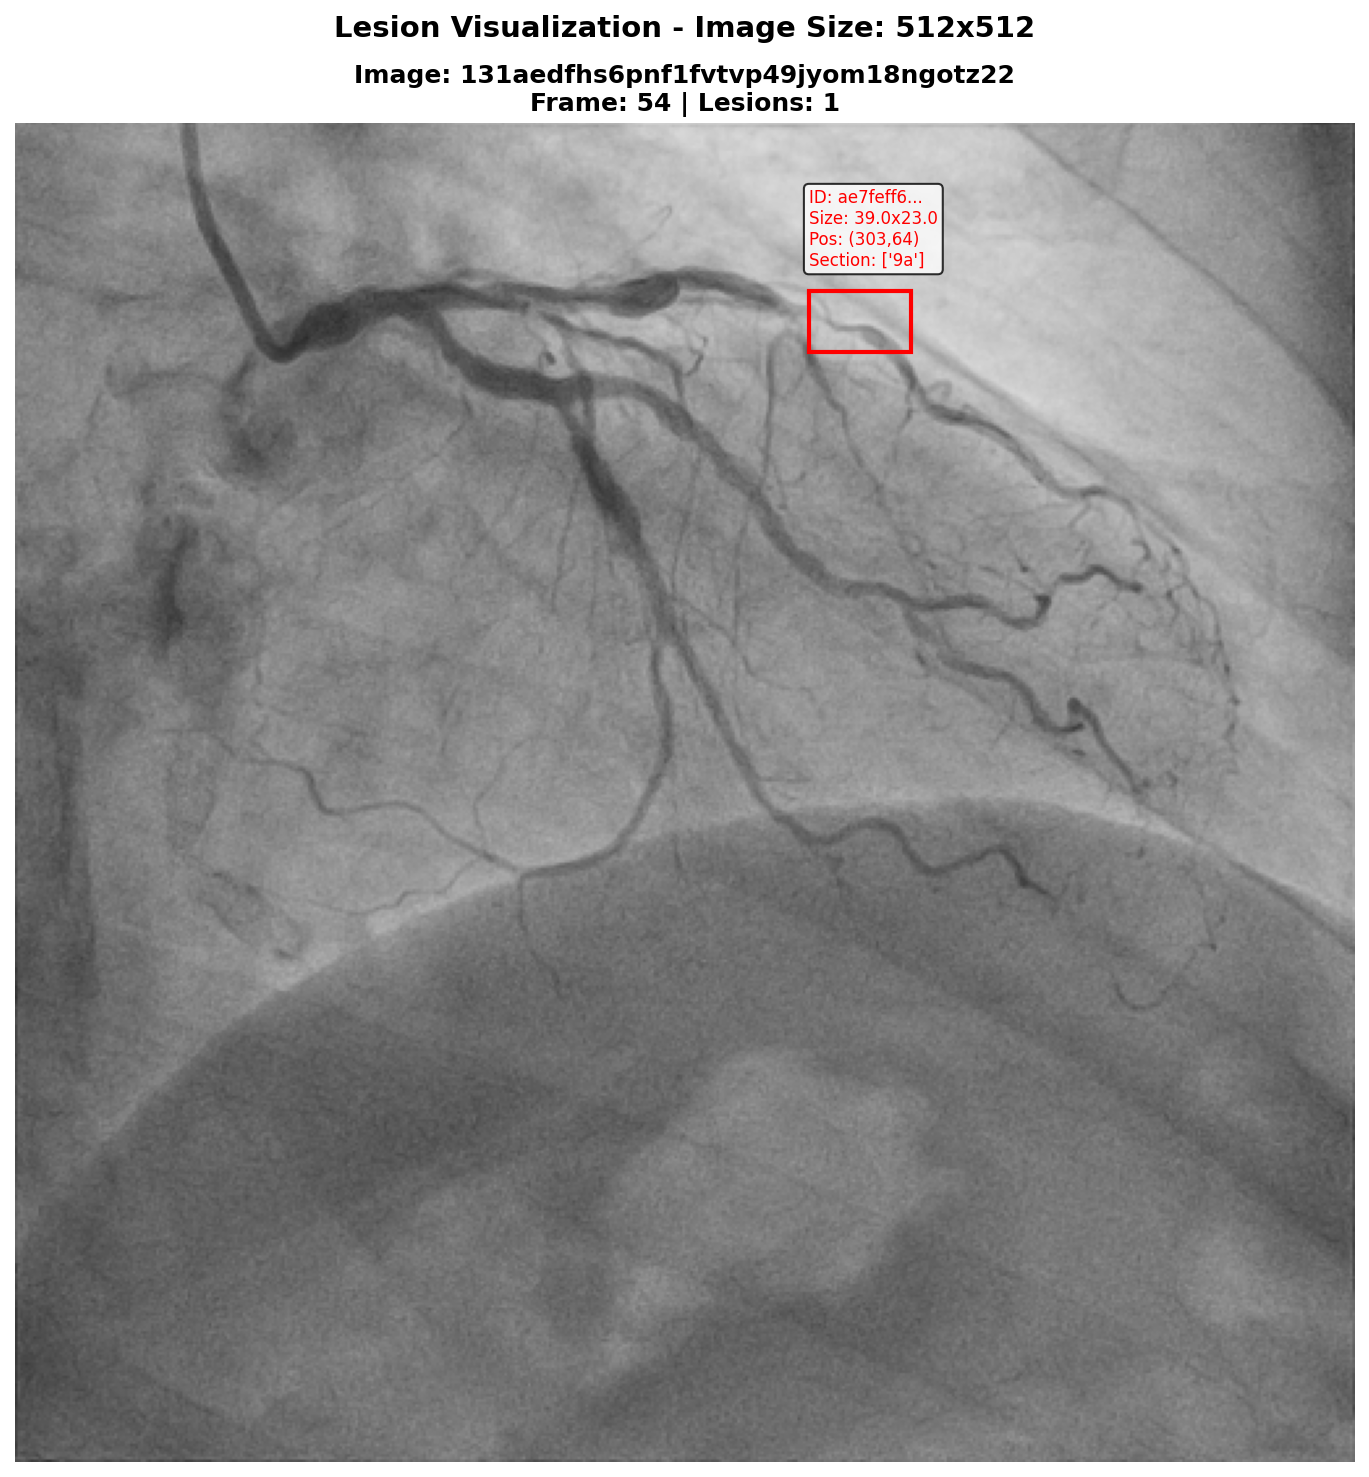 Lesion Visualization - Image Size: 512x512
Image: 131aedfhs6pnf1fvtvp49jyom18ngotz22
Frame: 54 | Lesions: 1
ID: ae7feff6...
Size: 39.0x23.0
Pos: (303,64)
Section: ['9a']